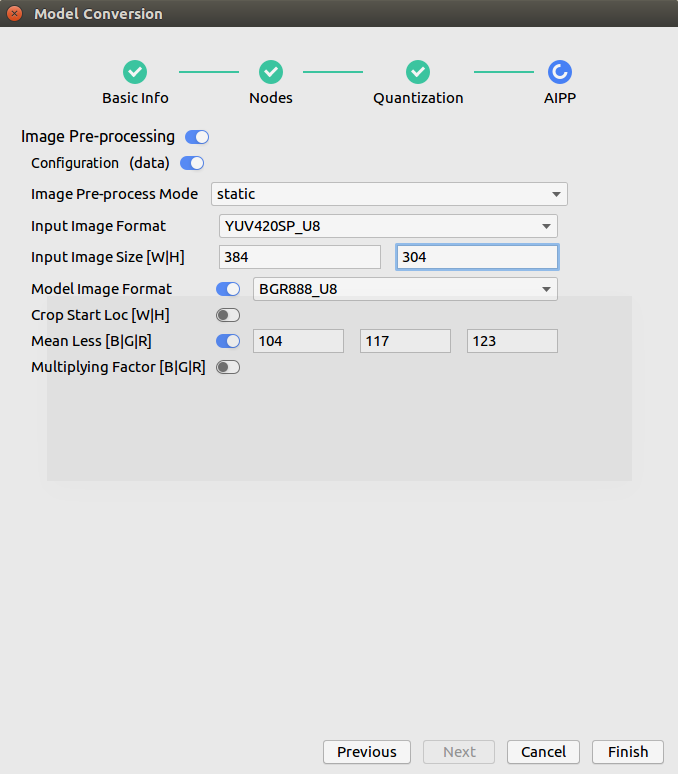 Model Conversion
Basic Info Nodes Quantization AIPP
Image Pre-processing
Configuration (data)
Image Pre-process Mode static
Input Image Format YUV420SP_U8
Input Image Size [W|H] 384 304
Model Image Format BGR888_U8
Crop Start Loc [W|H]
Mean Less [B|G|R] 104 117 123
Multiplying Factor [B|G|R]
Previous Next Cancel Finish